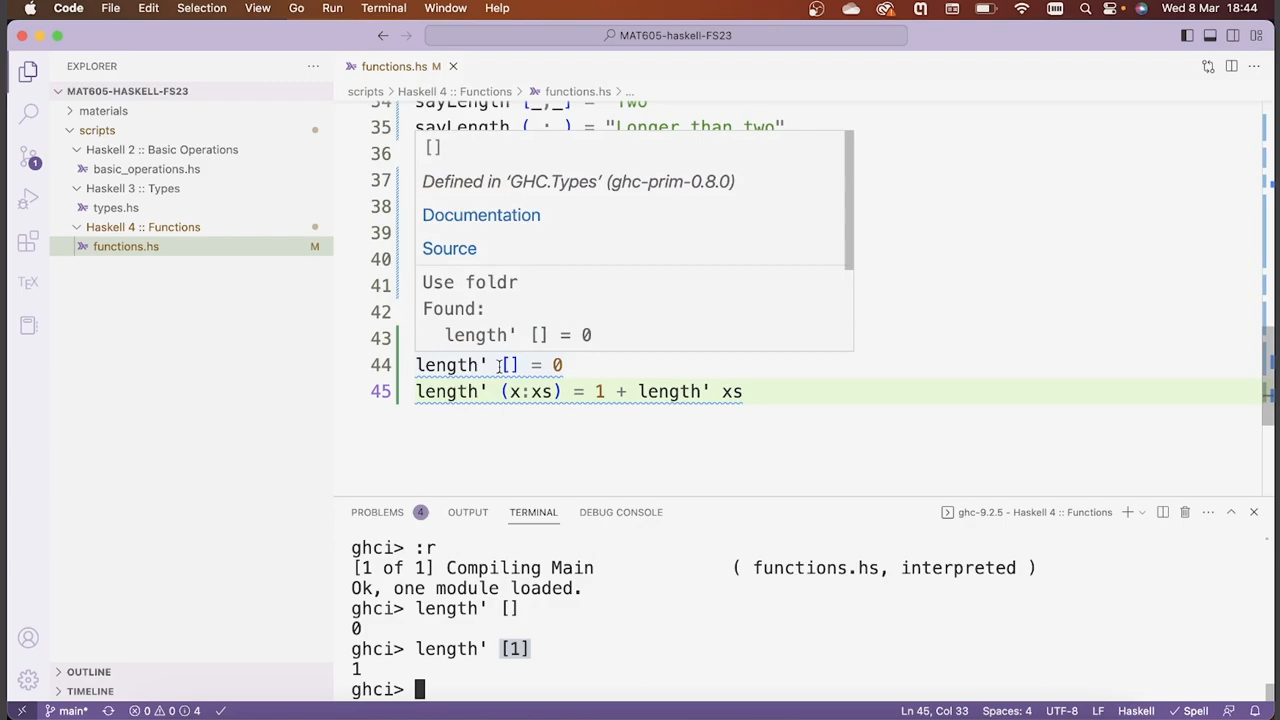 Code File Edit Selection View Go Run Terminal Window Help Wed 8 Mar 18:44
MAT605-haskell-FS23
EXPLORER
functions.hs M
MAT605-HASKELL-FS23
scripts > Haskell 4 :: Functions > functions.hs > ...
materials
scripts
Haskell 2 :: Basic Operations
basic_operations.hs
Haskell 3 :: Types
types.hs
Haskell 4 :: Functions
functions.hs M
34 sayLength [_,_] = "Two"
35 sayLength (_:_) = "Longer than two"
36
[]
37
Defined in ‘GHC.Types’ (ghc-prim-0.8.0)
38
Documentation
39
40
Source
41
Use foldr
42
Found:
43
length' [] = 0
44 length' [] = 0
45 length' (x:xs) = 1 + length' xs
PROBLEMS 4 OUTPUT TERMINAL DEBUG CONSOLE ghc-9.2.5 - Haskell 4 :: Functions
ghci> :r
[1 of 1] Compiling Main ( functions.hs, interpreted )
Ok, one module loaded.
ghci> length' []
0
ghci> length' [1]
1
ghci>
OUTLINE
TIMELINE
1
TEX
main* 0 0 4 Ln 45, Col 33 Spaces: 4 UTF-8 LF Haskell Spell